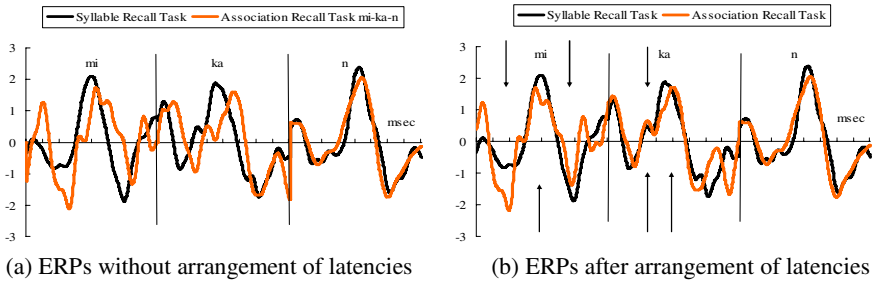 Syllable Recall Task Association Recall Task mi-ka-n
3
2
1
0
-1
-2
-3
mi
ka
n
msec
(a) ERPs without arrangement of latencies
Syllable Recall Task Association Recall Task
3
2
1
0
-1
-2
-3
mi
ka
n
msec
(b) ERPs after arrangement of latencies